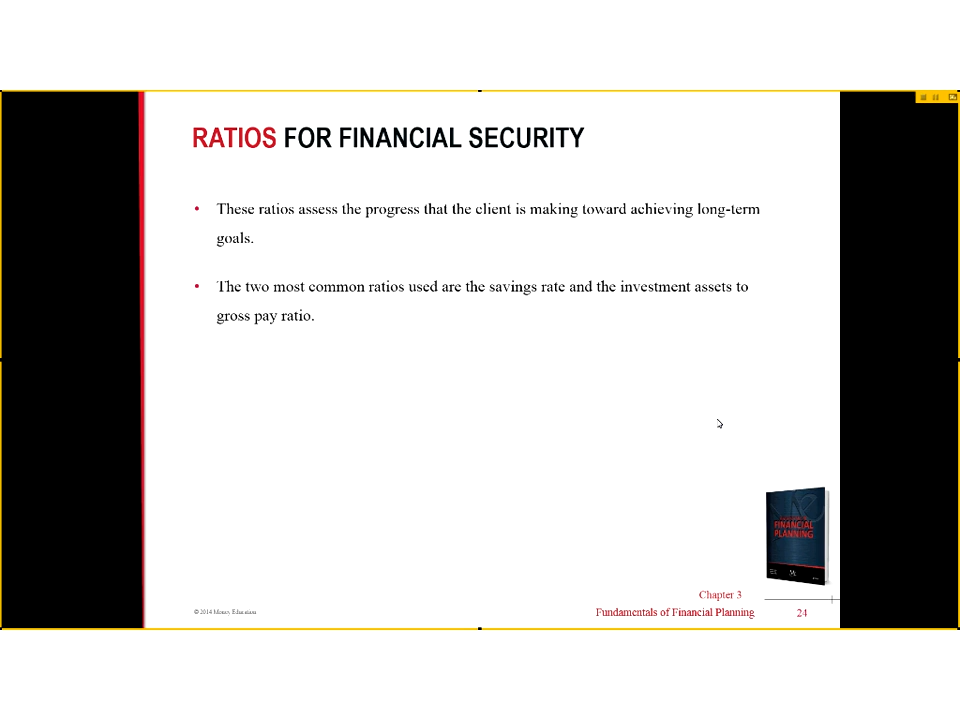 RATIOS FOR FINANCIAL SECURITY
• These ratios assess the progress that the client is making toward achieving long-term
goals.
• The two most common ratios used are the savings rate and the investment assets to
gross pay ratio.
FINANCIAL
PLANNING
Chapter 3
© 2014 Money Education
Fundamentals of Financial Planning
24